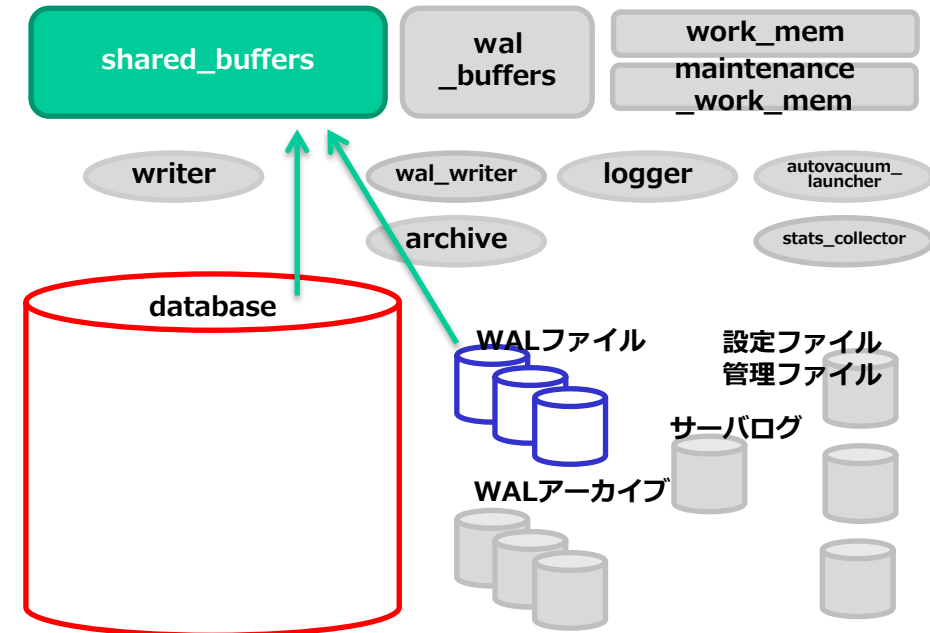 shared_buffers
wal
_buffers
work_mem
maintenance
_work_mem
writer
wal_writer
logger
autovacuum_
launcher
archive
stats_collector
database
WALファイル
設定ファイル
管理ファイル
サーバログ
WALアーカイブ